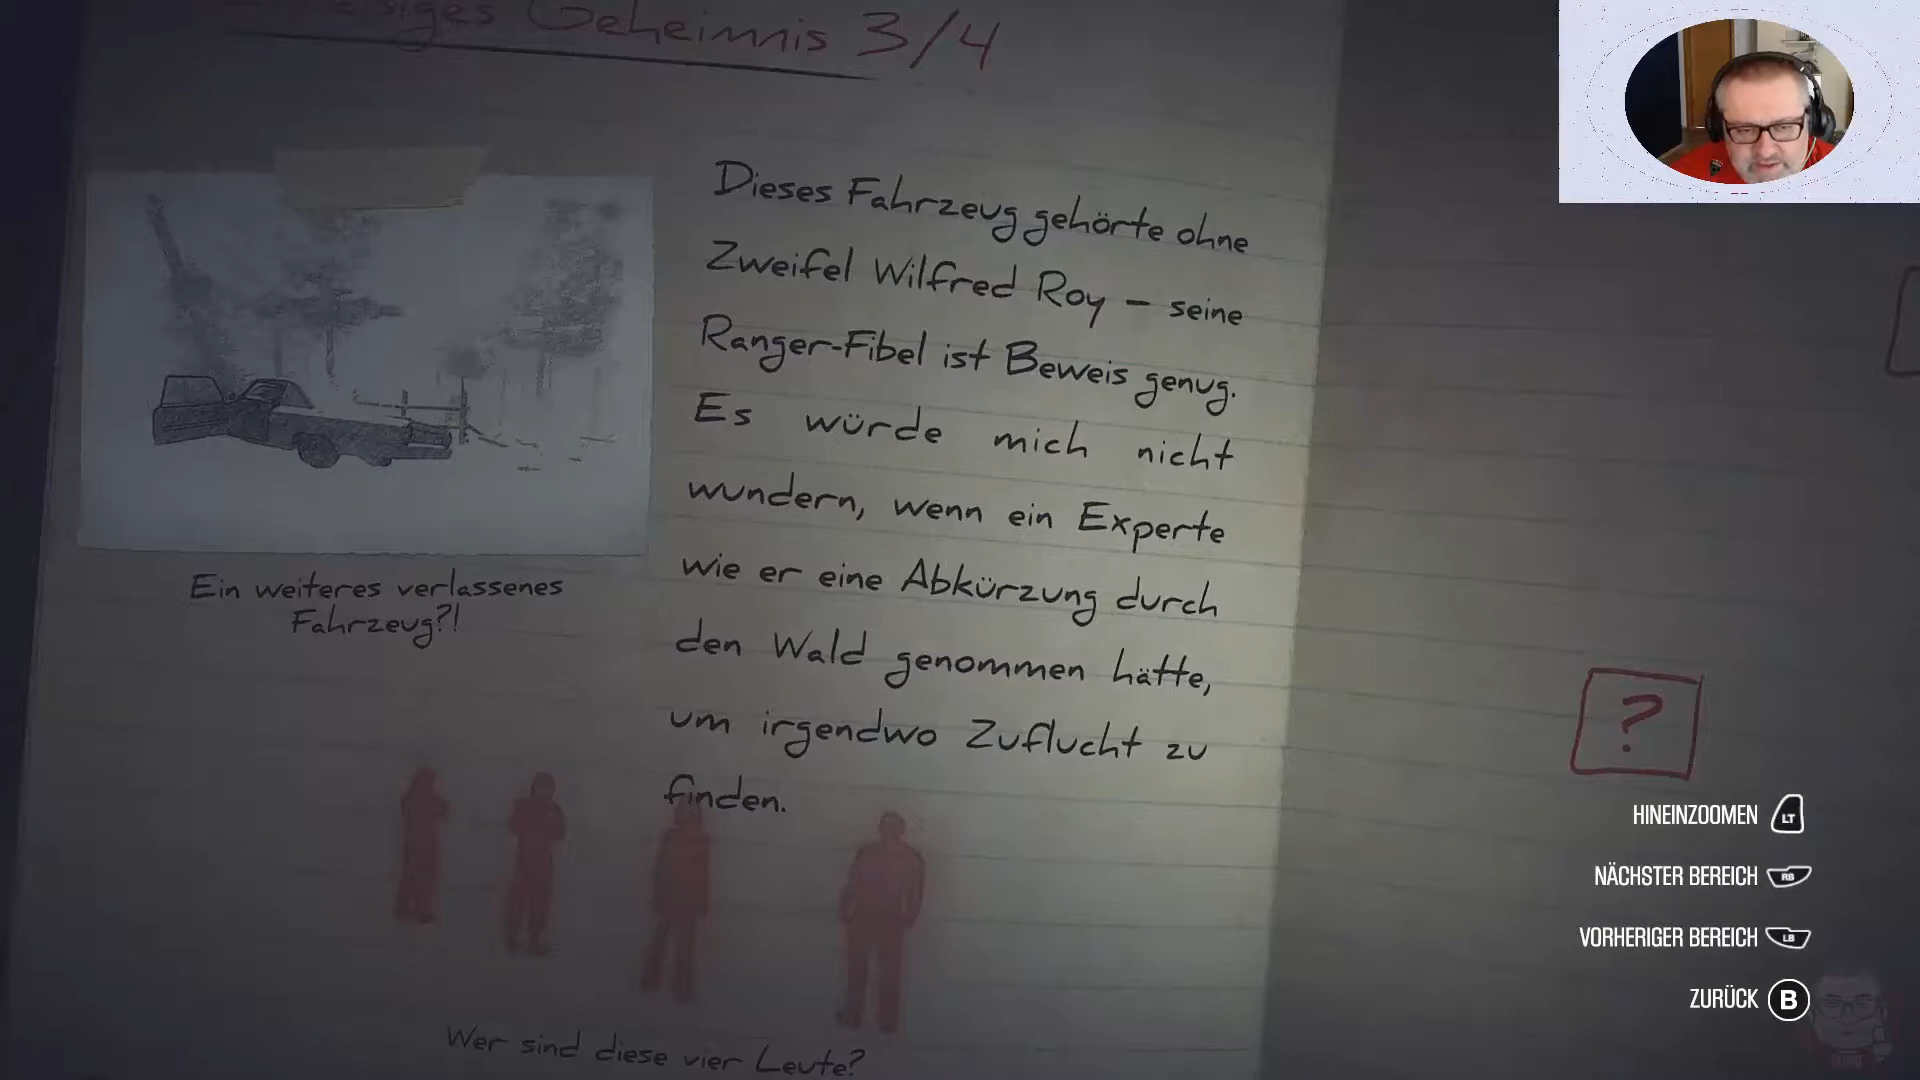 Geheimnis 3/4
Dieses Fahrzeug gehörte ohne
Zweifel Wilfred Roy – seine
Ranger-Fibel ist Beweis genug.
Es würde mich nicht
wundern, wenn ein Experte
wie er eine Abkürzung durch
den Wald genommen hätte,
um irgendwo Zuflucht zu
finden.
Ein weiteres verlassenes
Fahrzeug?!
Wer sind diese vier Leute?
?
HINEINZOOMEN LT
NÄCHSTER BEREICH RB
VORHERIGER BEREICH LB
ZURÜCK B